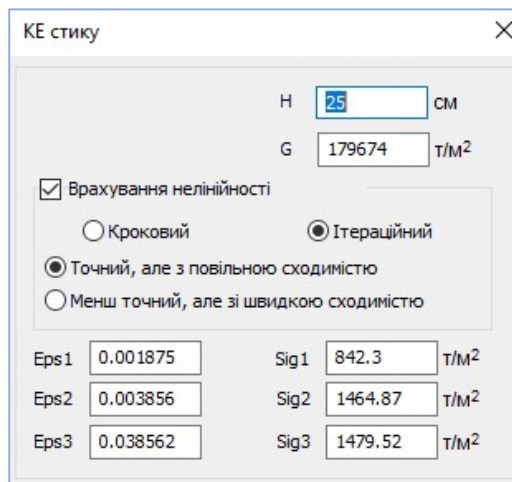 КЕ стику
H 25 см
G 179674 т/м²
Врахування нелінійності
Кроковий Ітераційний
Точний, але з повільною сходимістю
Менш точний, але зі швидкою сходимістю
Eps1 0.001875 Sig1 842.3 т/м²
Eps2 0.003856 Sig2 1464.87 т/м²
Eps3 0.038562 Sig3 1479.52 т/м²